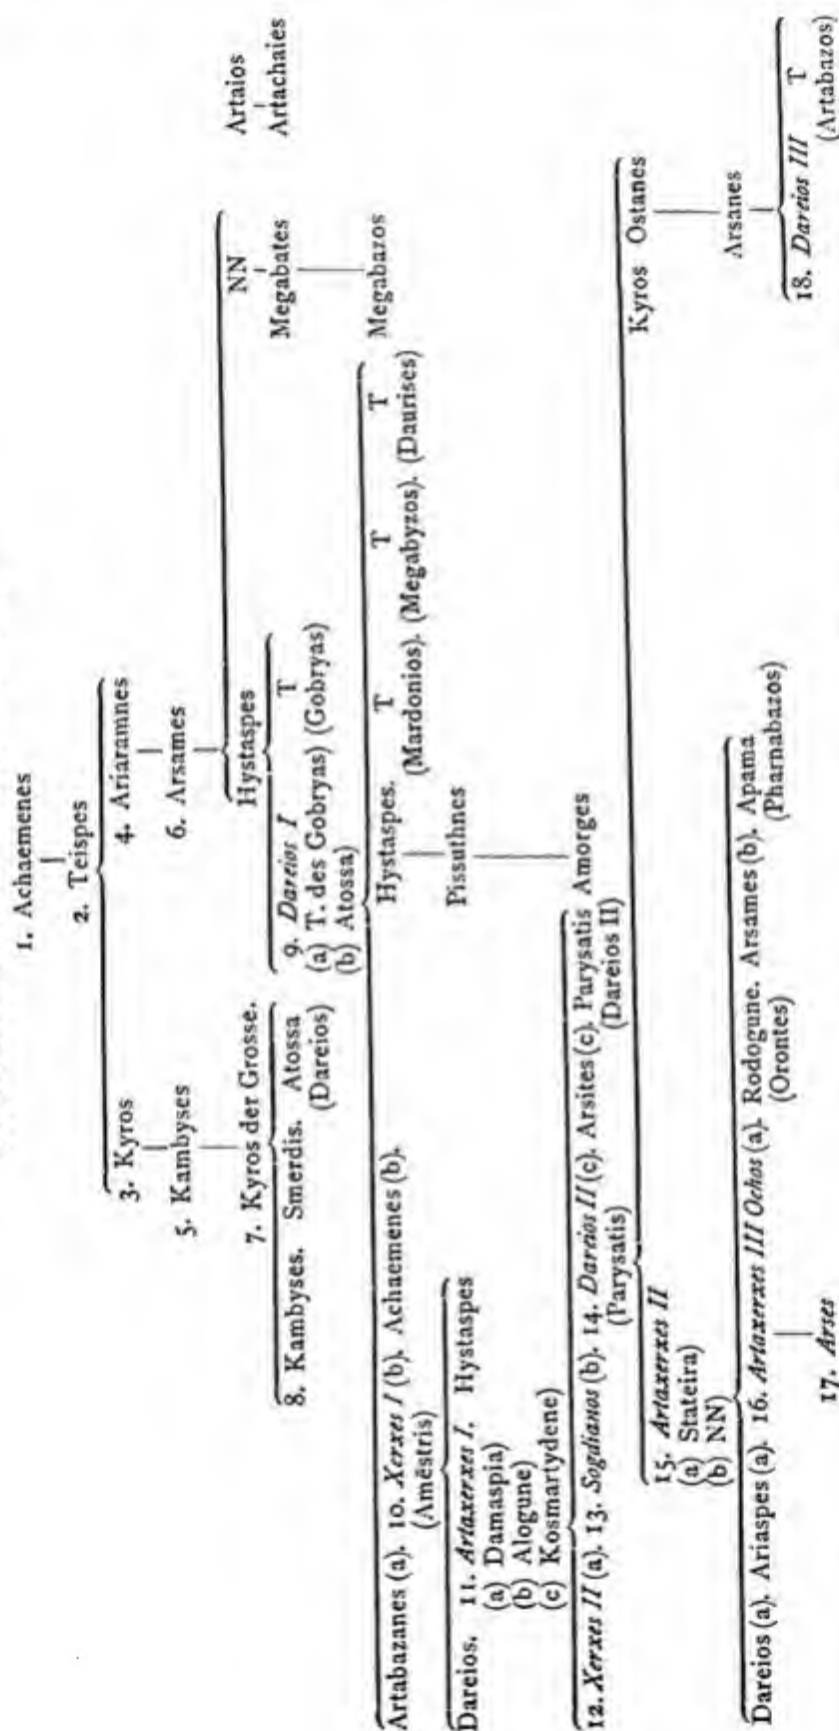 1. Achaemenes
2. Teispes
3. Kyros 4. Ariaramnes
5. Kambyses 6. Arsames
7. Kyros der Grosse. Hystaspes NN Artaios
Megabates Artachaies
8. Kambyses. Smerdis. Atossa 9. Dareios I T
(Dareios) (a) T. des Gobryas) (Gobryas)
(b) Atossa)
Megabazos
Artabazanes (a). 10. Xerxes I (b). Achaemenes (b). Hystaspes. T T T
(Amēstris) (Mardonios). (Megabyzos). (Daurises)
Dareios. 11. Artaxerxes I. Hystaspes Pissuthnes
(a) Damaspia)
(b) Alogune)
(c) Kosmartydene)
12. Xerxes II (a). 13. Sogdianos (b). 14. Dareios II (c). Arsites (c). Parysatis Amorges
(Parysatis) (Dareios II)
15. Artaxerxes II Kyros Ostanes
(a) Stateira)
(b) NN)
Arsanes
Dareios (a). Ariaspes (a). 16. Artaxerxes III Ochos (a). Rodogune. Arsames (b). Apama
(Orontes) (Pharnabazos)
18. Dareios III T
(Artabazos)
17. Arses